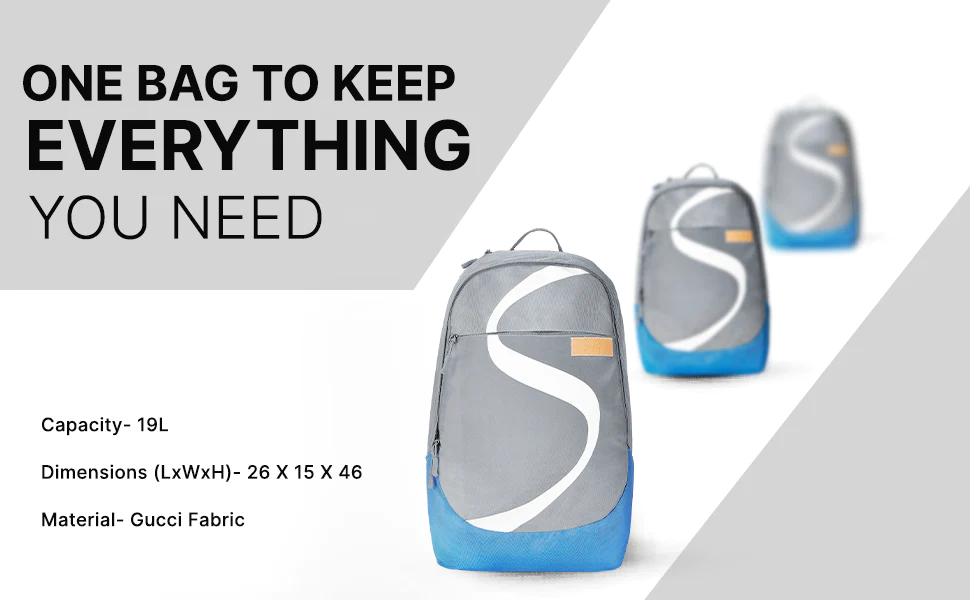 ONE BAG TO KEEP
EVERYTHING
YOU NEED
Capacity- 19L
Dimensions (LxWxH)- 26 X 15 X 46
Material- Gucci Fabric